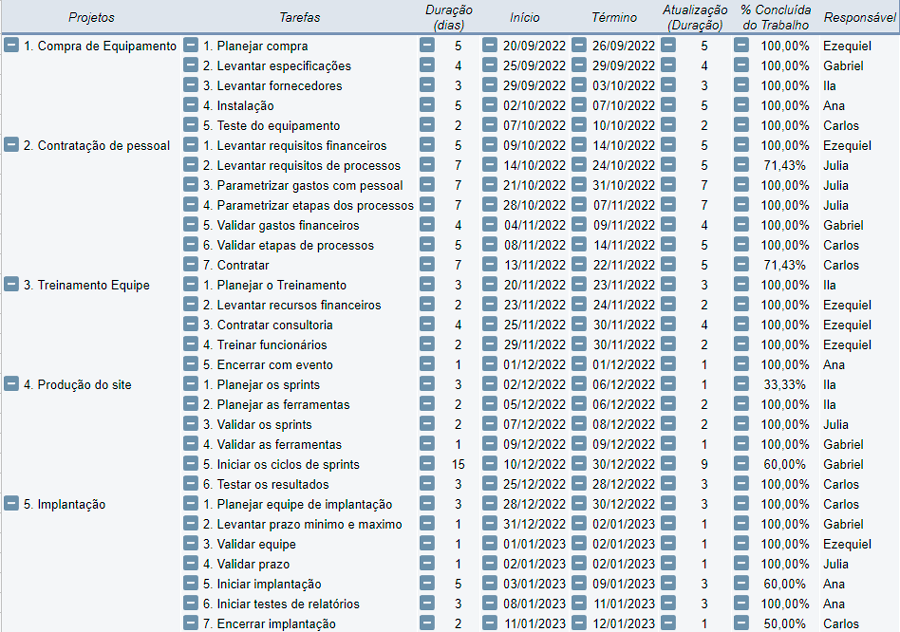 Projetos Tarefas Duração (dias) Início Término Atualização (Duração) % Concluída do Trabalho Responsável
1. Compra de Equipamento 1. Planejar compra 5 20/09/2022 26/09/2022 5 100,00% Ezequiel
2. Levantar especificações 4 25/09/2022 29/09/2022 4 100,00% Gabriel
3. Levantar fornecedores 3 29/09/2022 03/10/2022 3 100,00% Ila
4. Instalação 5 02/10/2022 07/10/2022 5 100,00% Ana
5. Teste do equipamento 2 07/10/2022 10/10/2022 2 100,00% Carlos
2. Contratação de pessoal 1. Levantar requisitos financeiros 5 09/10/2022 14/10/2022 5 100,00% Ezequiel
2. Levantar requisitos de processos 7 14/10/2022 24/10/2022 5 71,43% Julia
3. Parametrizar gastos com pessoal 7 21/10/2022 31/10/2022 7 100,00% Julia
4. Parametrizar etapas dos processos 7 28/10/2022 07/11/2022 7 100,00% Julia
5. Validar gastos financeiros 4 04/11/2022 09/11/2022 4 100,00% Gabriel
6. Validar etapas de processos 5 08/11/2022 14/11/2022 5 100,00% Carlos
7. Contratar 7 13/11/2022 22/11/2022 5 71,43% Carlos
3. Treinamento Equipe 1. Planejar o Treinamento 3 20/11/2022 23/11/2022 3 100,00% Ila
2. Levantar recursos financeiros 2 23/11/2022 24/11/2022 2 100,00% Ezequiel
3. Contratar consultoria 4 25/11/2022 30/11/2022 4 100,00% Ezequiel
4. Treinar funcionários 2 29/11/2022 30/11/2022 2 100,00% Ezequiel
5. Encerrar com evento 1 01/12/2022 01/12/2022 1 100,00% Ana
4. Produção do site 1. Planejar os sprints 3 02/12/2022 06/12/2022 1 33,33% Ila
2. Planejar as ferramentas 2 05/12/2022 06/12/2022 2 100,00% Ila
3. Validar os sprints 2 07/12/2022 08/12/2022 2 100,00% Julia
4. Validar as ferramentas 1 09/12/2022 09/12/2022 1 100,00% Gabriel
5. Iniciar os ciclos de sprints 15 10/12/2022 30/12/2022 9 60,00% Gabriel
6. Testar os resultados 3 25/12/2022 28/12/2022 3 100,00% Carlos
5. Implantação 1. Planejar equipe de implantação 3 28/12/2022 30/12/2022 3 100,00% Carlos
2. Levantar prazo minimo e maximo 1 31/12/2022 02/01/2023 1 100,00% Gabriel
3. Validar equipe 1 01/01/2023 02/01/2023 1 100,00% Ezequiel
4. Validar prazo 1 02/01/2023 02/01/2023 1 100,00% Julia
5. Iniciar implantação 5 03/01/2023 09/01/2023 3 60,00% Ana
6. Iniciar testes de relatórios 3 08/01/2023 11/01/2023 3 100,00% Ana
7. Encerrar implantação 2 11/01/2023 12/01/2023 1 50,00% Carlos